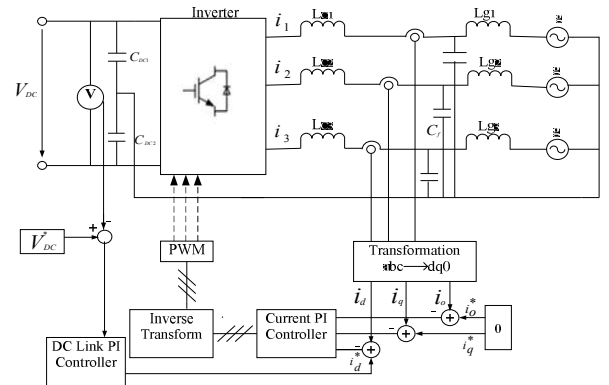 Inverter
i1
i2
i3
Lg1
CDC1
CDC2
VDC
V
Cf
+
-
V*DC
PWM
Transformation
dq0
id
iq
io
i*o
i*q
i*d
0
Inverse
Transform
Current PI
Controller
DC Link PI
Controller
-
+
-
+
-
+